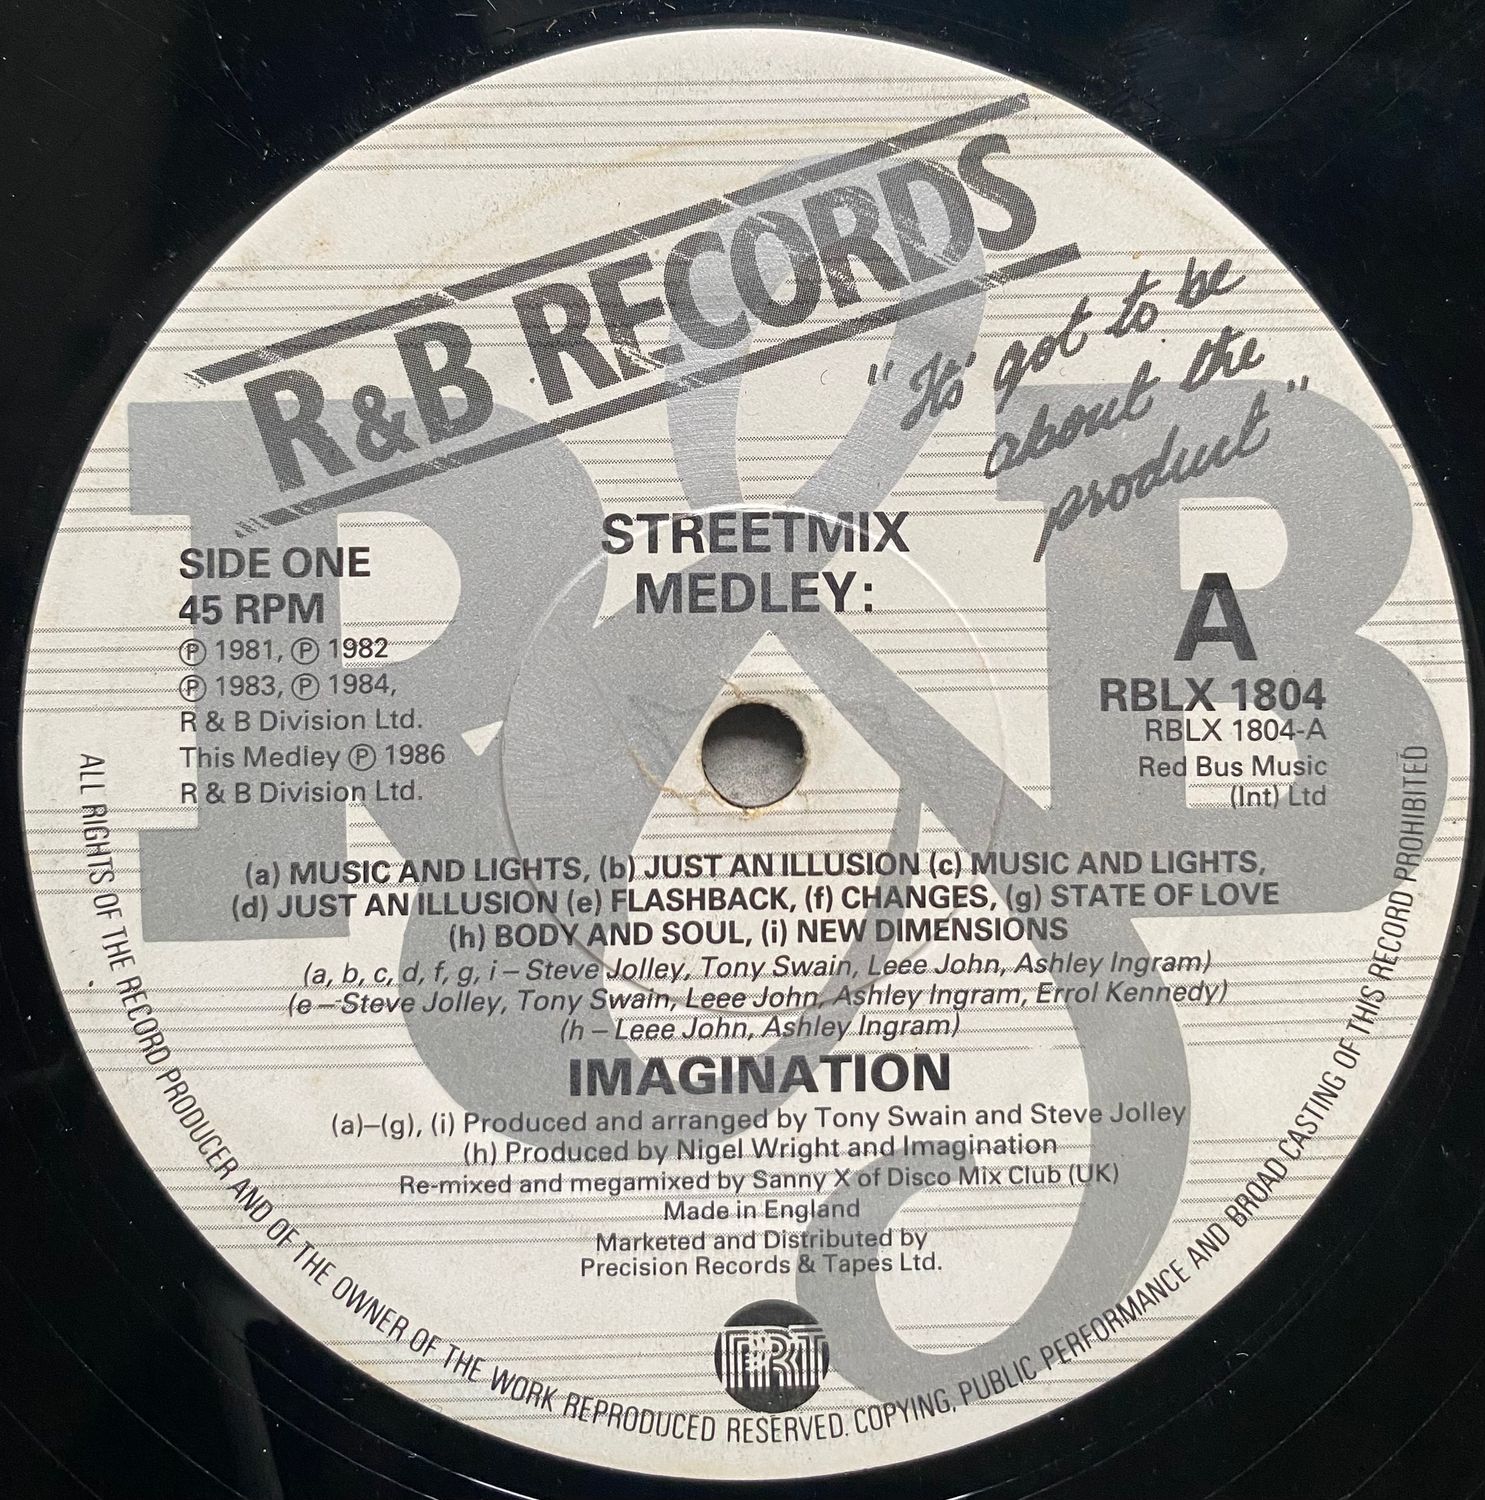 R&B RECORDS
"Its' got to be
about the
product"
STREETMIX
MEDLEY:
SIDE ONE
45 RPM
Ⓟ 1981, Ⓟ 1982
Ⓟ 1983, Ⓟ 1984,
R & B Division Ltd.
This Medley Ⓟ 1986
R & B Division Ltd.
A
RBLX 1804
RBLX 1804-A
Red Bus Music
(Int) Ltd
R&B
(a) MUSIC AND LIGHTS, (b) JUST AN ILLUSION (c) MUSIC AND LIGHTS,
(d) JUST AN ILLUSION (e) FLASHBACK, (f) CHANGES, (g) STATE OF LOVE
(h) BODY AND SOUL, (i) NEW DIMENSIONS
(a, b, c, d, f, g, i – Steve Jolley, Tony Swain, Leee John, Ashley Ingram)
(e – Steve Jolley, Tony Swain, Leee John, Ashley Ingram, Errol Kennedy)
(h – Leee John, Ashley Ingram)
IMAGINATION
(a)–(g), (i) Produced and arranged by Tony Swain and Steve Jolley
(h) Produced by Nigel Wright and Imagination
Re-mixed and megamixed by Sanny X of Disco Mix Club (UK)
Made in England
Marketed and Distributed by
Precision Records & Tapes Ltd.
PRT
ALL RIGHTS OF THE RECORD PRODUCER AND OF THE OWNER OF THE WORK REPRODUCED RESERVED. COPYING, PUBLIC PERFORMANCE AND BROADCASTING OF THIS RECORD PROHIBITED